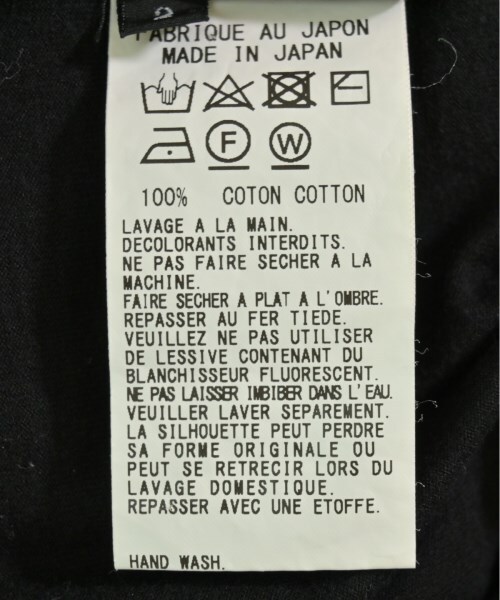 FABRIQUE AU JAPON
MADE IN JAPAN
F W
100% COTON COTTON
LAVAGE A LA MAIN.
DECOLORANTS INTERDITS.
NE PAS FAIRE SECHER A LA
MACHINE.
FAIRE SECHER A PLAT A L'OMBRE.
REPASSER AU FER TIEDE.
VEUILLEZ NE PAS UTILISER
DE LESSIVE CONTENANT DU
BLANCHISSEUR FLUORESCENT.
NE PAS LAISSER IMBIBER DANS L'EAU.
VEUILLER LAVER SEPAREMENT.
LA SILHOUETTE PEUT PERDRE
SA FORME ORIGINALE OU
PEUT SE RETRECIR LORS DU
LAVAGE DOMESTIQUE.
REPASSER AVEC UNE ETOFFE.
HAND WASH.